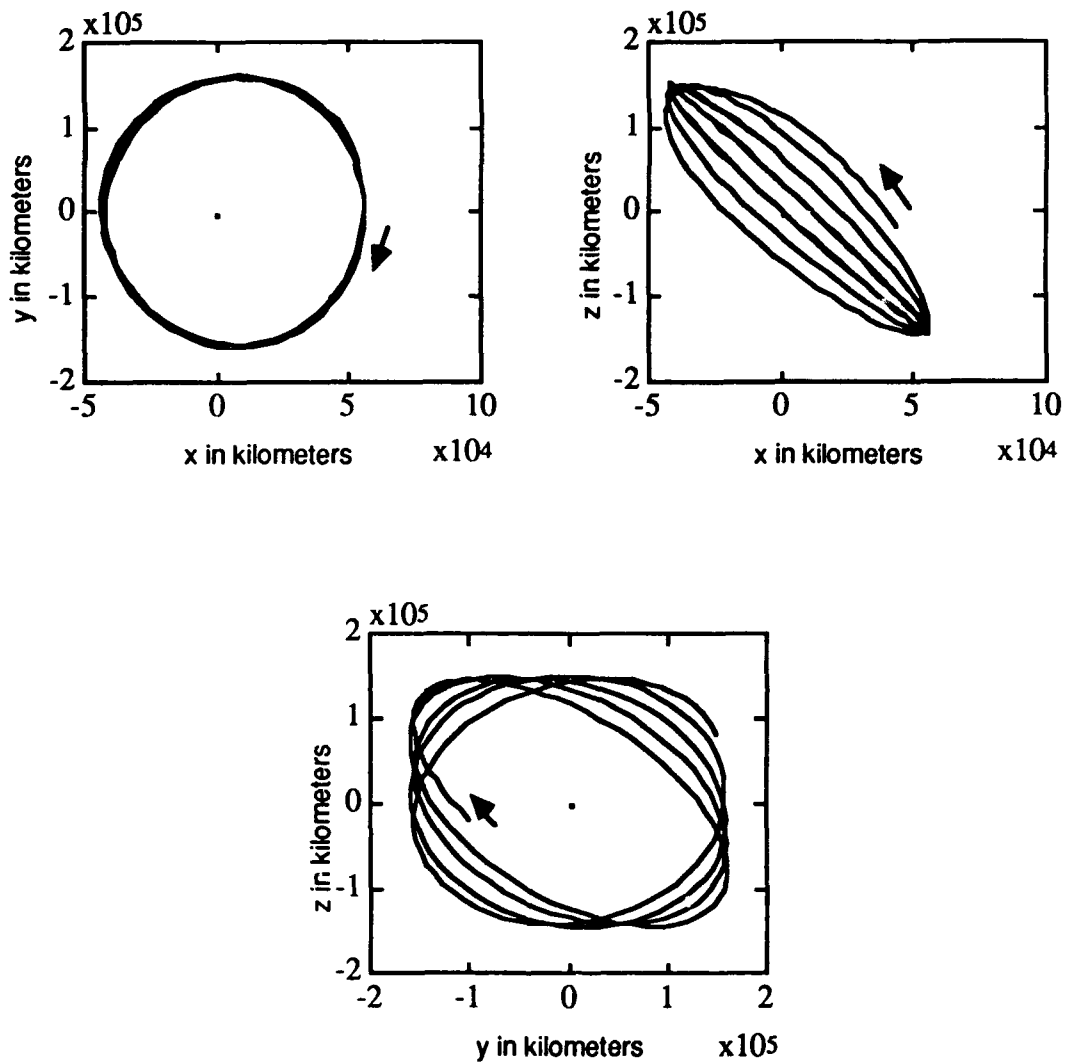 x10⁵
2
1
0
-1
-2
y in kilometers
-5 0 5 10
x in kilometers x10⁴
x10⁵
2
1
0
-1
-2
z in kilometers
-5 0 5 10
x in kilometers x10⁴
x10⁵
2
1
0
-1
-2
z in kilometers
-2 -1 0 1 2
y in kilometers x10⁵